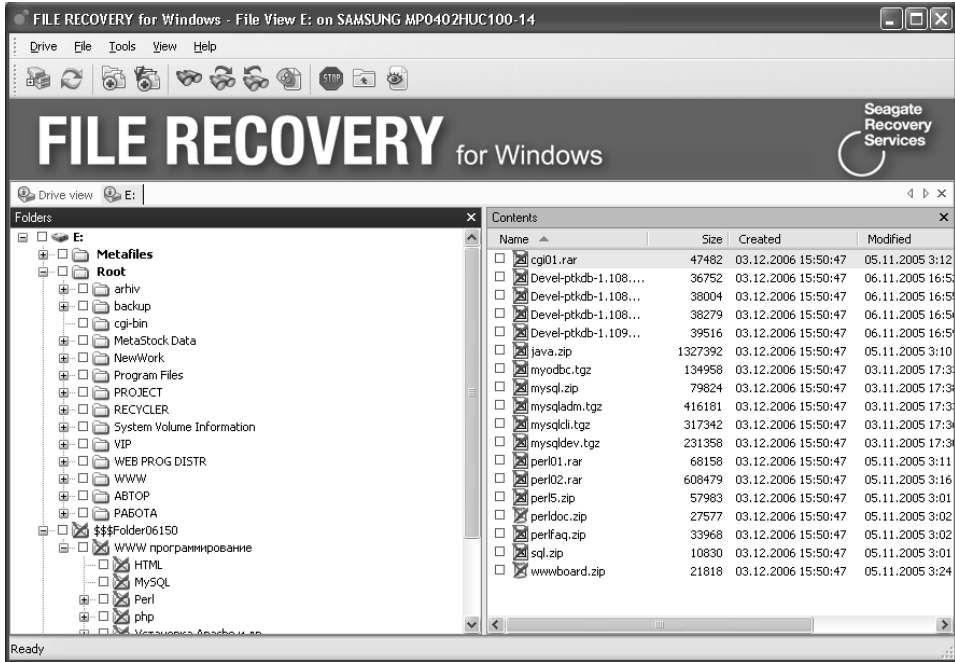 FILE RECOVERY for Windows - File View E: on SAMSUNG MP0402HUC100-14
Drive File Tools View Help
STOP
FILE RECOVERY for Windows
Seagate
Recovery
Services
Drive view E:
Folders
E:
Metafiles
Root
arhiv
backup
cgi-bin
MetaStock Data
NewWork
Program Files
PROJECT
RECYCLER
System Volume Information
VIP
WEB PROG DISTR
WWW
АВТОР
РАБОТА
$$$Folder06150
WWW программирование
HTML
MySQL
Perl
php
Установка Apache и др
Contents
Name Size Created Modified
cgi01.rar 47482 03.12.2006 15:50:47 05.11.2005 3:12
Devel-ptkdb-1.108.... 36752 03.12.2006 15:50:47 06.11.2005 16:5
Devel-ptkdb-1.108... 38004 03.12.2006 15:50:47 06.11.2005 16:5
Devel-ptkdb-1.108... 38279 03.12.2006 15:50:47 06.11.2005 16:5
Devel-ptkdb-1.109... 39516 03.12.2006 15:50:47 06.11.2005 16:5
java.zip 1327392 03.12.2006 15:50:47 05.11.2005 3:10
myodbc.tgz 134958 03.12.2006 15:50:47 03.11.2005 17:3
mysql.zip 79824 03.12.2006 15:50:47 03.11.2005 17:3
mysqladm.tgz 416181 03.12.2006 15:50:47 03.11.2005 17:3
mysqlcli.tgz 317342 03.12.2006 15:50:47 03.11.2005 17:3
mysqldev.tgz 231358 03.12.2006 15:50:47 03.11.2005 17:3
perl01.rar 68158 03.12.2006 15:50:47 05.11.2005 3:11
perl02.rar 608479 03.12.2006 15:50:47 05.11.2005 3:16
perl5.zip 57983 03.12.2006 15:50:47 05.11.2005 3:01
perldoc.zip 27577 03.12.2006 15:50:47 05.11.2005 3:02
perlfaq.zip 33968 03.12.2006 15:50:47 05.11.2005 3:02
sql.zip 10830 03.12.2006 15:50:47 05.11.2005 3:01
wwwboard.zip 21818 03.12.2006 15:50:47 05.11.2005 3:24
Ready